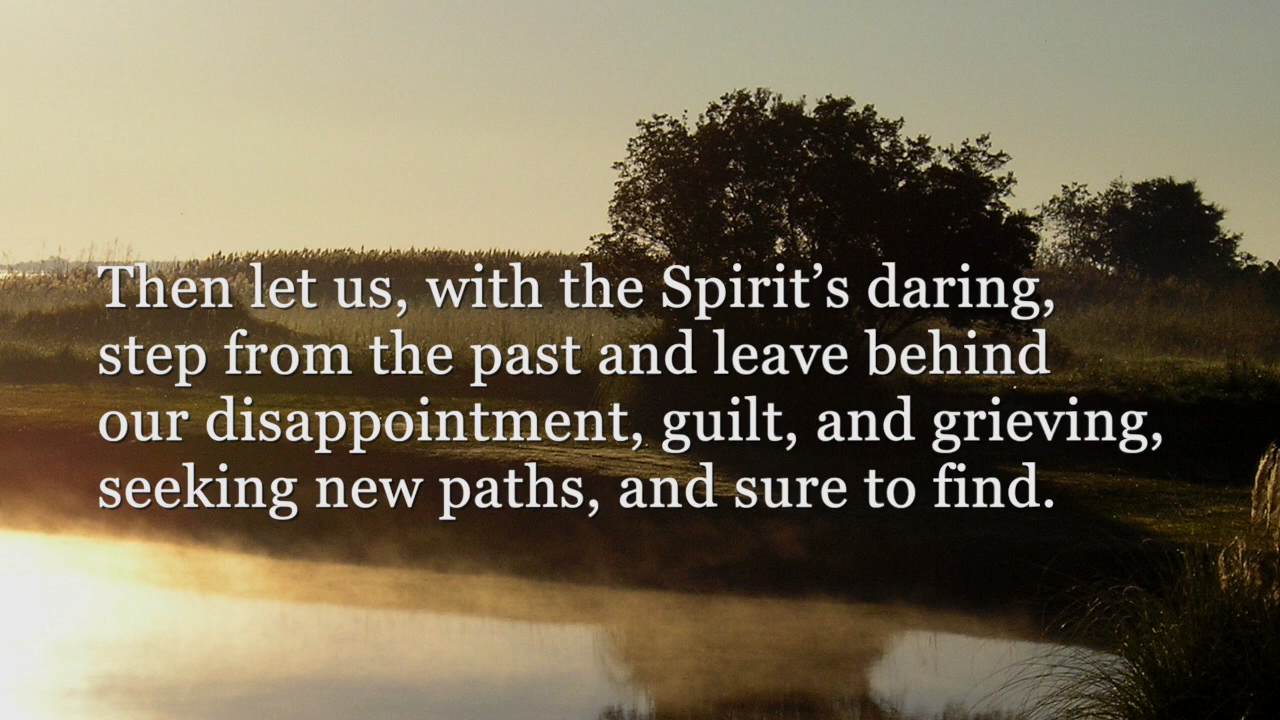 Then let us, with the Spirit’s daring,
step from the past and leave behind
our disappointment, guilt, and grieving,
seeking new paths, and sure to find.